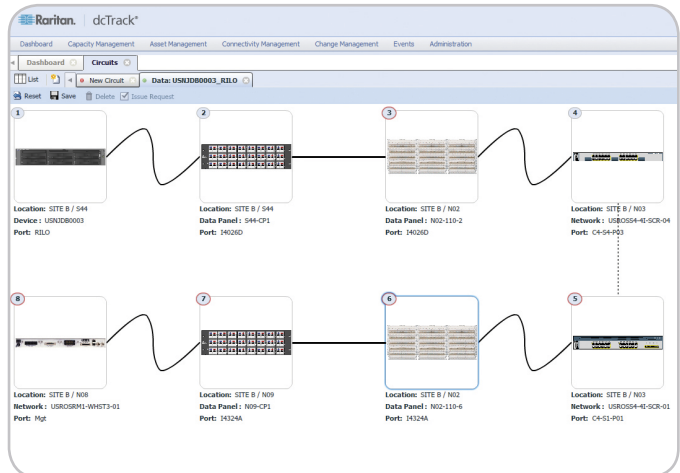 Raritan. dcTrack®
Dashboard Capacity Management Asset Management Connectivity Management Change Management Events Administration
Dashboard Circuits
List New Circuit Data: USNJDB0003_RILO
Reset Save Delete Issue Request
1 2 3 4
Location: SITE B / S44
Device : USNJDB0003
Port: RILO
Location: SITE B / S44
Data Panel : S44-CP1
Port: I4026D
Location: SITE B / N02
Data Panel : N02-110-2
Port: I4026D
Location: SITE B / N03
Network : USROSS4-4I-SCR-04
Port: C4-S4-P03
8 7 6 5
Location: SITE B / N08
Network : USROSRM1-WHST3-01
Port: Mgt
Location: SITE B / N09
Data Panel : N09-CP1
Port: I4324A
Location: SITE B / N02
Data Panel : N02-110-6
Port: I4324A
Location: SITE B / N03
Network : USROSS4-4I-SCR-01
Port: C4-S1-P01